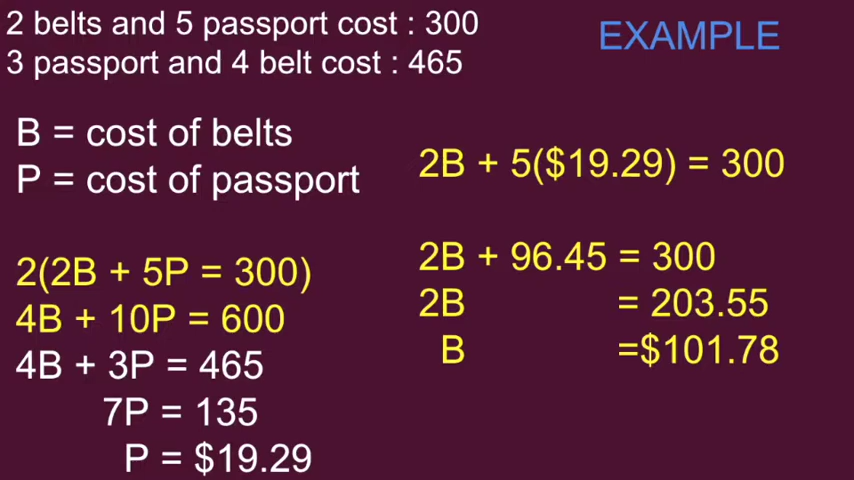 2 belts and 5 passport cost : 300
3 passport and 4 belt cost : 465
EXAMPLE
B = cost of belts
P = cost of passport
2(2B + 5P = 300)
4B + 10P = 600
4B + 3P = 465
7P = 135
P = $19.29
2B + 5($19.29) = 300
2B + 96.45 = 300
2B = 203.55
B =$101.78